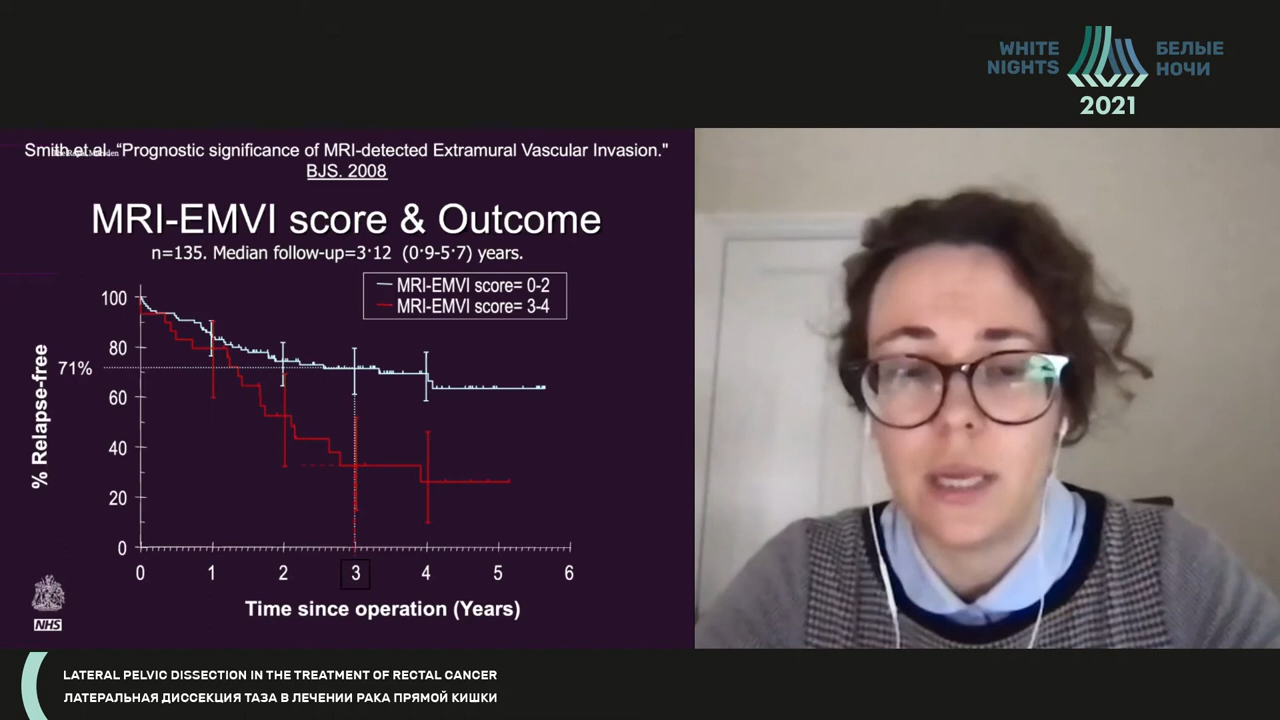 WHITE
NIGHTS
БЕЛЫЕ
НОЧИ
2021
Smith et al. “Prognostic significance of MRI-detected Extramural Vascular Invasion."
BJS. 2008
MRI-EMVI score & Outcome
n=135. Median follow-up=3·12 (0·9-5·7) years.
MRI-EMVI score= 0-2
MRI-EMVI score= 3-4
% Relapse-free
100
80
71%
60
40
20
0
0 1 2 3 4 5 6
Time since operation (Years)
NHS
LATERAL PELVIC DISSECTION IN THE TREATMENT OF RECTAL CANCER
ЛАТЕРАЛЬНАЯ ДИССЕКЦИЯ ТАЗА В ЛЕЧЕНИИ РАКА ПРЯМОЙ КИШКИ